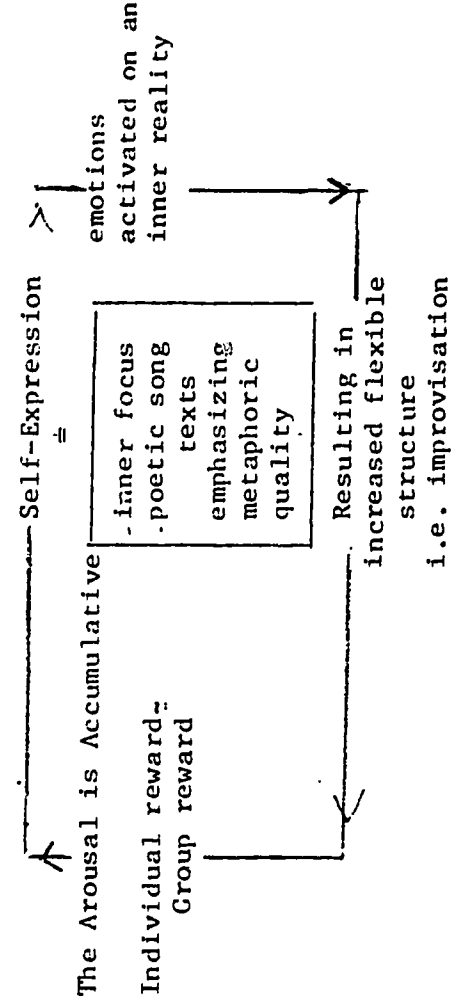 Self-Expression
=
emotions
activated on an
inner reality
The Arousal is Accumulative
Individual reward=
Group reward
-inner focus
-poetic song
texts
emphasizing
metaphoric
quality
Resulting in
increased flexible
structure
i.e. improvisation